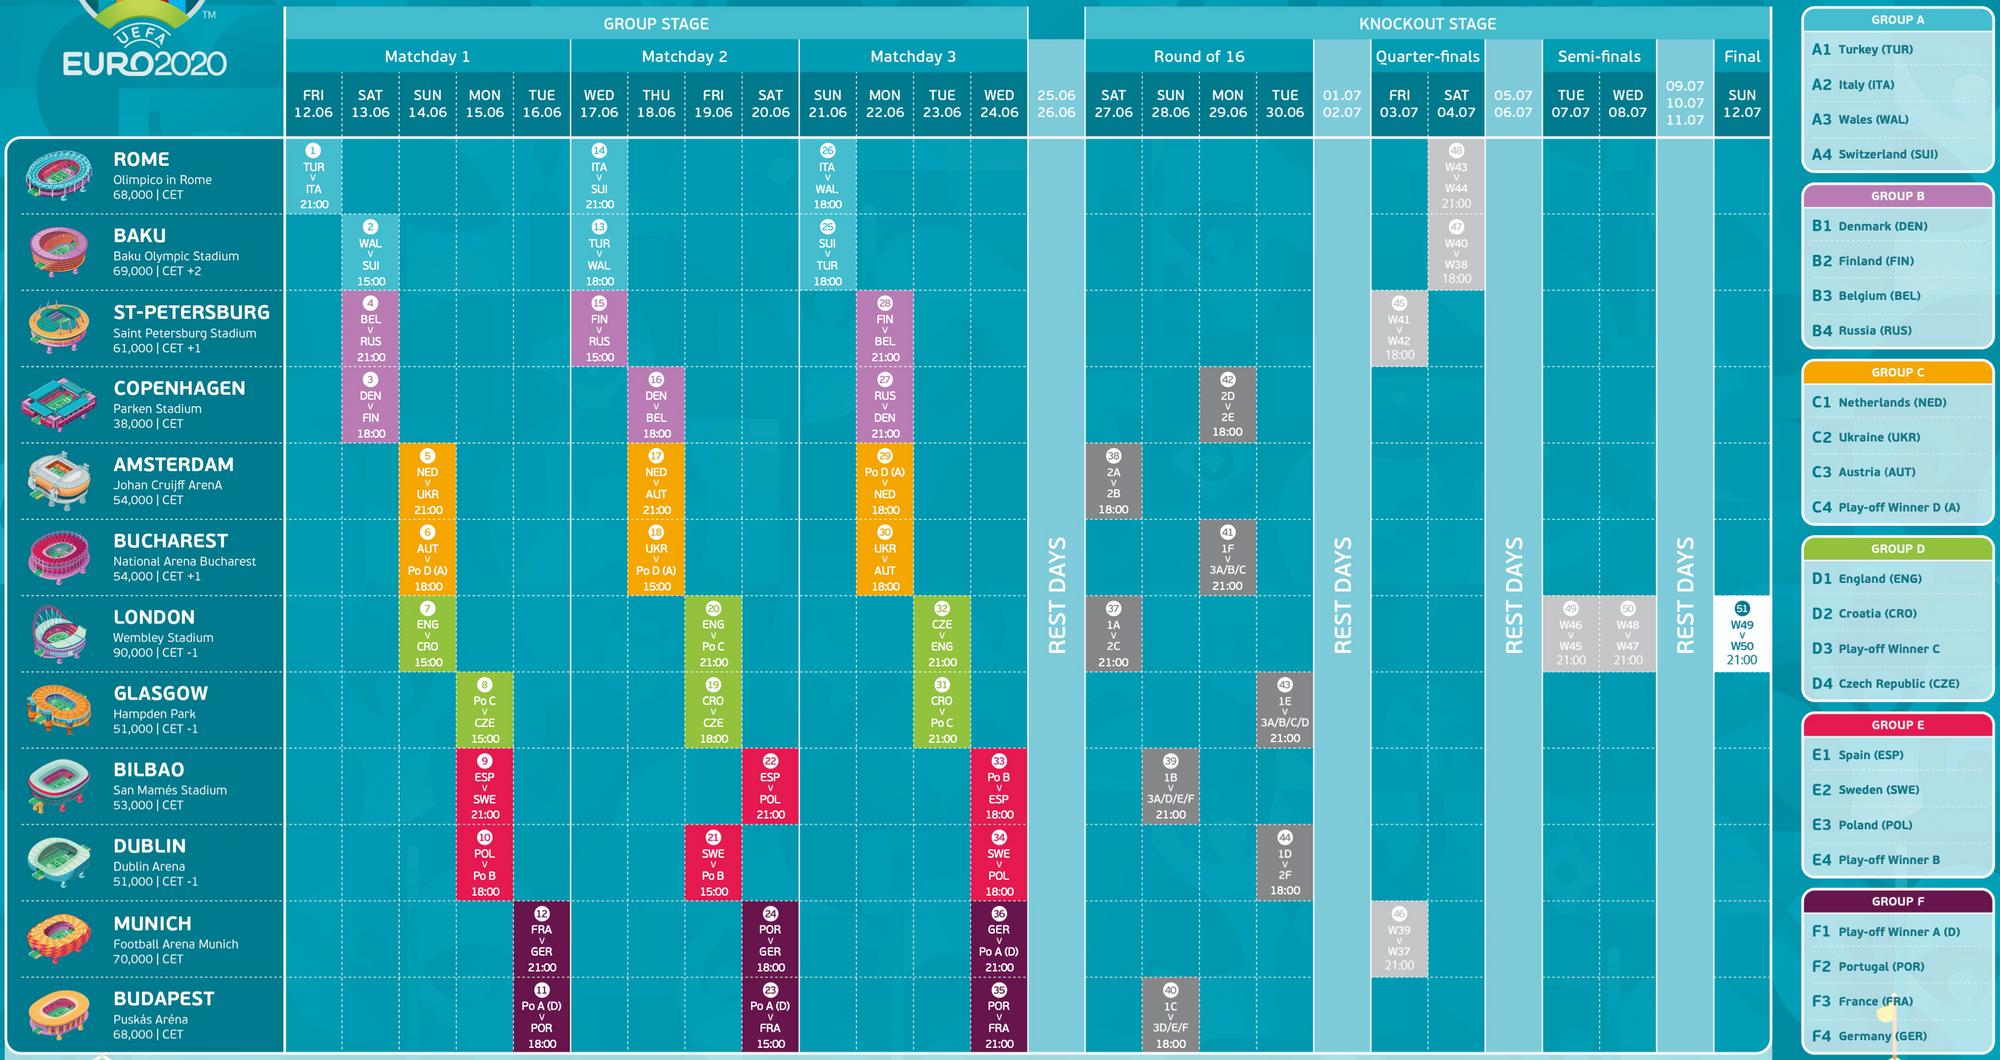 TM
UEFA
EURO2020
GROUP STAGE
KNOCKOUT STAGE
Matchday 1
Matchday 2
Matchday 3
Round of 16
Quarter-finals
Semi-finals
Final
FRI 12.06
SAT 13.06
SUN 14.06
MON 15.06
TUE 16.06
WED 17.06
THU 18.06
FRI 19.06
SAT 20.06
SUN 21.06
MON 22.06
TUE 23.06
WED 24.06
25.06 26.06
SAT 27.06
SUN 28.06
MON 29.06
TUE 30.06
01.07 02.07
FRI 03.07
SAT 04.07
05.07 06.07
TUE 07.07
WED 08.07
09.07 10.07 11.07
SUN 12.07
ROME
Olimpico in Rome
68,000 | CET
1 TUR v ITA 21:00
14 ITA v SUI 21:00
26 ITA v WAL 18:00
48 W43 v W44 21:00
BAKU
Baku Olympic Stadium
69,000 | CET +2
2 WAL v SUI 15:00
13 TUR v WAL 18:00
25 SUI v TUR 18:00
47 W40 v W38 18:00
ST-PETERSBURG
Saint Petersburg Stadium
61,000 | CET +1
4 BEL v RUS 21:00
15 FIN v RUS 15:00
28 FIN v BEL 21:00
45 W41 v W42 18:00
COPENHAGEN
Parken Stadium
38,000 | CET
3 DEN v FIN 18:00
16 DEN v BEL 18:00
27 RUS v DEN 21:00
42 2D v 2E 18:00
AMSTERDAM
Johan Cruijff ArenA
54,000 | CET
5 NED v UKR 21:00
17 NED v AUT 21:00
29 Po D (A) v NED 18:00
38 2A v 2B 18:00
BUCHAREST
National Arena Bucharest
54,000 | CET +1
6 AUT v Po D (A) 18:00
18 UKR v Po D (A) 15:00
30 UKR v AUT 18:00
41 1F v 3A/B/C 21:00
LONDON
Wembley Stadium
90,000 | CET -1
7 ENG v CRO 15:00
20 ENG v Po C 21:00
32 CZE v ENG 21:00
37 1A v 2C 21:00
49 W46 v W45 21:00
50 W48 v W47 21:00
51 W49 v W50 21:00
GLASGOW
Hampden Park
51,000 | CET -1
8 Po C v CZE 15:00
19 CRO v CZE 18:00
31 CRO v Po C 21:00
43 1E v 3A/B/C/D 21:00
BILBAO
San Mamés Stadium
53,000 | CET
9 ESP v SWE 21:00
22 ESP v POL 21:00
33 Po B v ESP 18:00
39 1B v 3A/D/E/F 21:00
DUBLIN
Dublin Arena
51,000 | CET -1
10 POL v Po B 18:00
21 SWE v Po B 15:00
34 SWE v POL 18:00
44 1D v 2F 18:00
MUNICH
Football Arena Munich
70,000 | CET
12 FRA v GER 21:00
24 POR v GER 18:00
36 GER v Po A (D) 21:00
46 W39 v W37 21:00
BUDAPEST
Puskás Aréna
68,000 | CET
11 Po A (D) v POR 18:00
23 Po A (D) v FRA 15:00
35 POR v FRA 21:00
40 1C v 3D/E/F 18:00
REST DAYS
REST DAYS
REST DAYS
REST DAYS
GROUP A
A1 Turkey (TUR)
A2 Italy (ITA)
A3 Wales (WAL)
A4 Switzerland (SUI)
GROUP B
B1 Denmark (DEN)
B2 Finland (FIN)
B3 Belgium (BEL)
B4 Russia (RUS)
GROUP C
C1 Netherlands (NED)
C2 Ukraine (UKR)
C3 Austria (AUT)
C4 Play-off Winner D (A)
GROUP D
D1 England (ENG)
D2 Croatia (CRO)
D3 Play-off Winner C
D4 Czech Republic (CZE)
GROUP E
E1 Spain (ESP)
E2 Sweden (SWE)
E3 Poland (POL)
E4 Play-off Winner B
GROUP F
F1 Play-off Winner A (D)
F2 Portugal (POR)
F3 France (FRA)
F4 Germany (GER)